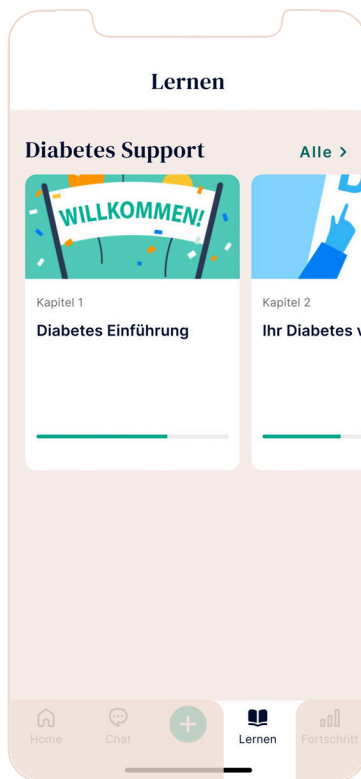 Lernen
Diabetes Support
Alle >
WILLKOMMEN!
Kapitel 1
Diabetes Einführung
Kapitel 2
Ihr Diabetes
Home
Chat
Lernen
Fortschritt